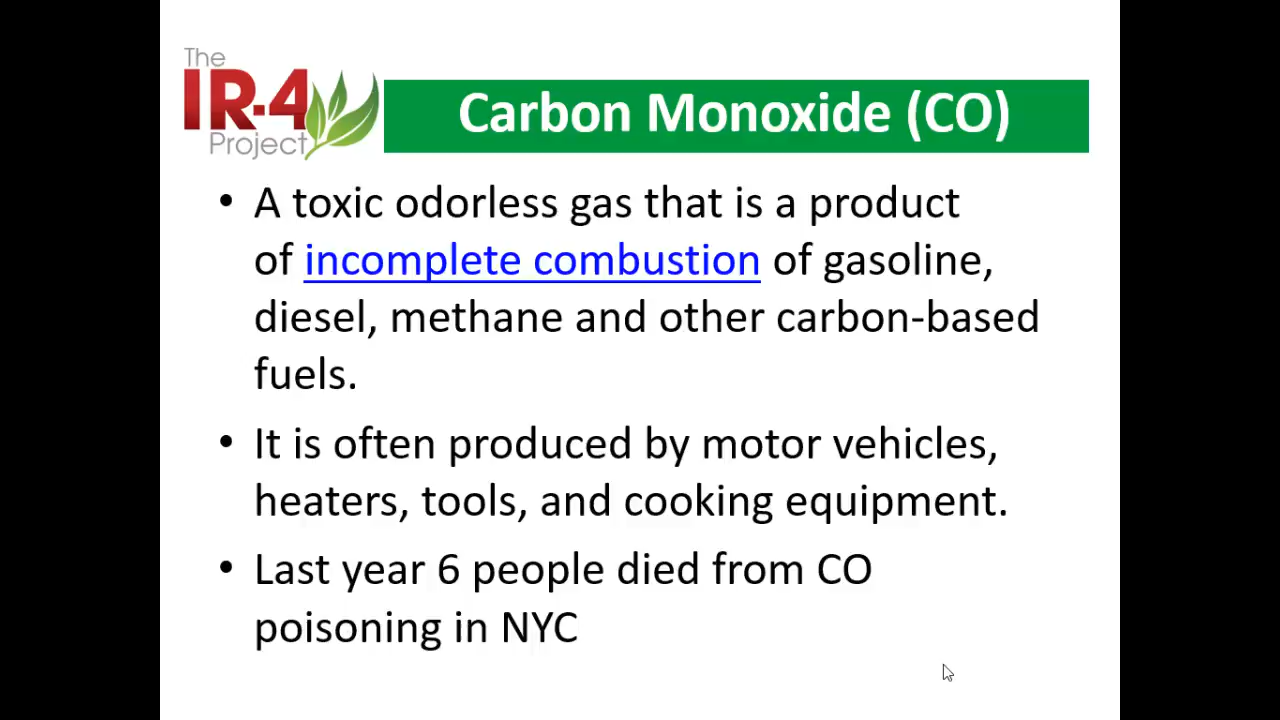 The
IR-4
Project
Carbon Monoxide (CO)
• A toxic odorless gas that is a product
of incomplete combustion of gasoline,
diesel, methane and other carbon-based
fuels.
• It is often produced by motor vehicles,
heaters, tools, and cooking equipment.
• Last year 6 people died from CO
poisoning in NYC